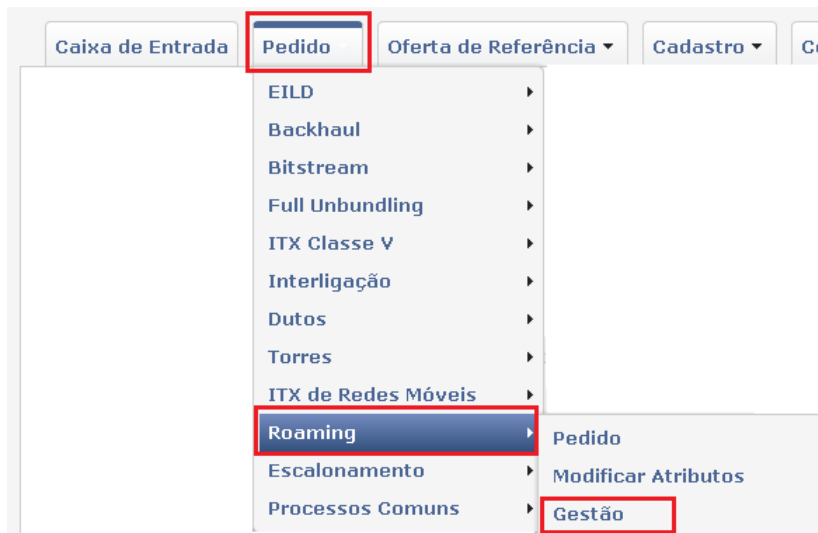 Caixa de Entrada Pedido Oferta de Referência Cadastro
EILD
Backhaul
Bitstream
Full Unbundling
ITX Classe V
Interligação
Dutos
Torres
ITX de Redes Móveis
Roaming Pedido
Escalonamento Modificar Atributos
Processos Comuns Gestão